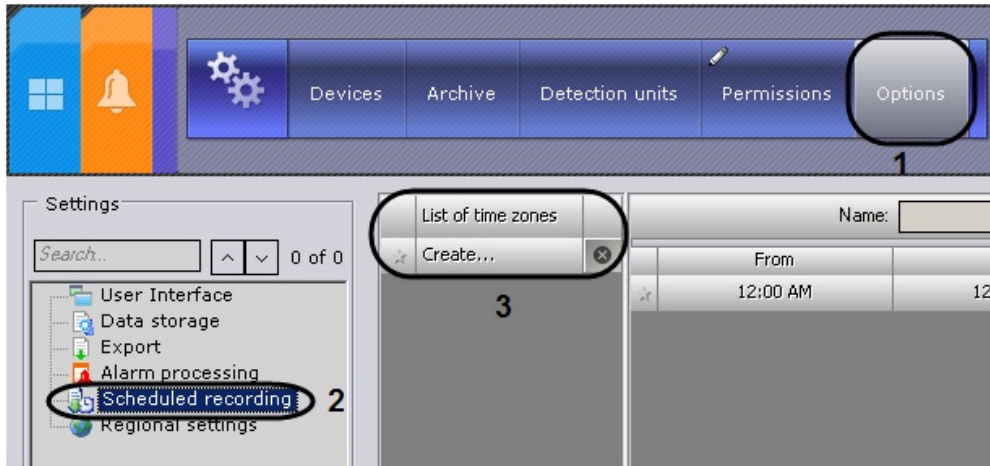 Devices Archive Detection units Permissions Options
1
Settings
Search... 0 of 0
User Interface
Data storage
Export
Alarm processing
Scheduled recording 2
Regional settings
List of time zones
Create...
3
Name:
From
12:00 AM 12